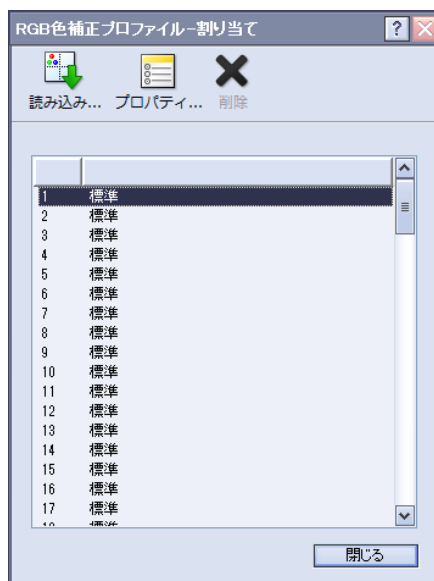 RGB色補正プロファイル-割り当て
読み込み... プロパティ... 削除
1 標準
2 標準
3 標準
4 標準
5 標準
6 標準
7 標準
8 標準
9 標準
10 標準
11 標準
12 標準
13 標準
14 標準
15 標準
16 標準
17 標準
18 標準
閉じる